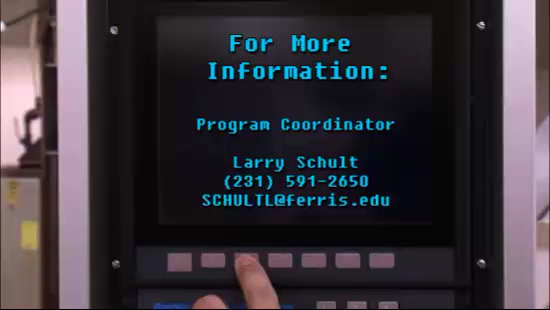 For More
Information:
Program Coordinator
Larry Schult
(231) 591-2650
SCHULTL@ferris.edu